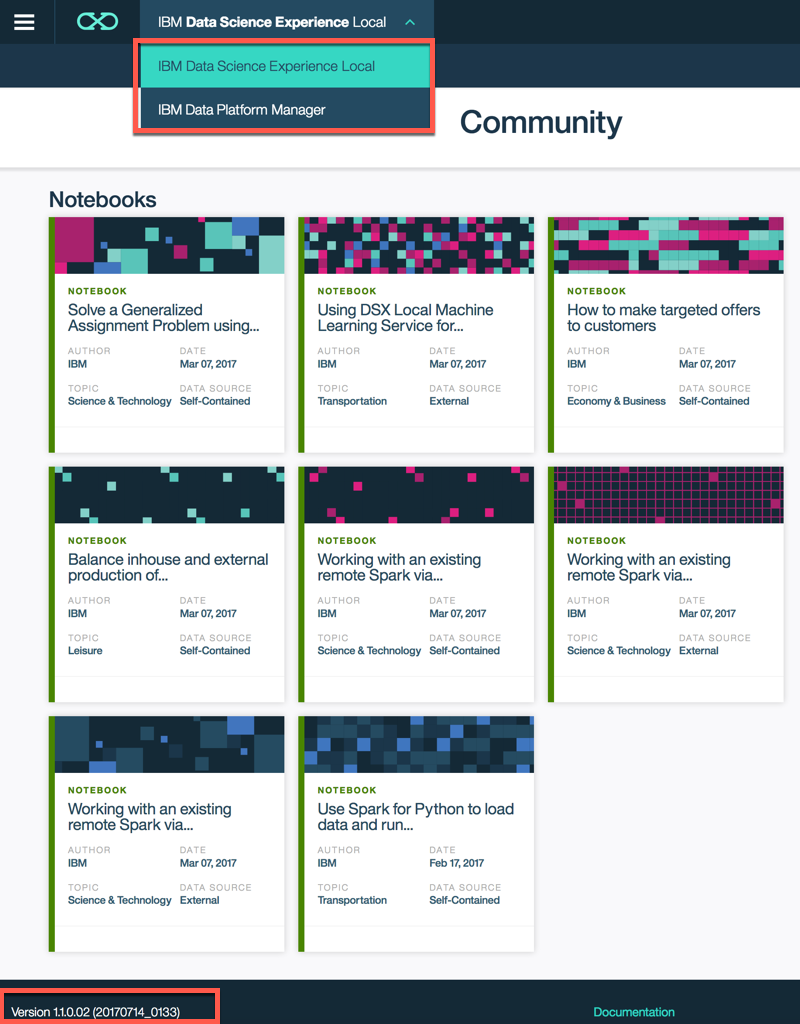 IBM Data Science Experience Local
IBM Data Science Experience Local
IBM Data Platform Manager
Community
Notebooks
NOTEBOOK
Solve a Generalized
Assignment Problem using...
AUTHOR DATE
IBM Mar 07, 2017
TOPIC DATA SOURCE
Science & Technology Self-Contained
NOTEBOOK
Using DSX Local Machine
Learning Service for...
AUTHOR DATE
IBM Mar 07, 2017
TOPIC DATA SOURCE
Transportation External
NOTEBOOK
How to make targeted offers
to customers
AUTHOR DATE
IBM Mar 07, 2017
TOPIC DATA SOURCE
Economy & Business Self-Contained
NOTEBOOK
Balance inhouse and external
production of...
AUTHOR DATE
IBM Mar 07, 2017
TOPIC DATA SOURCE
Leisure Self-Contained
NOTEBOOK
Working with an existing
remote Spark via...
AUTHOR DATE
IBM Mar 07, 2017
TOPIC DATA SOURCE
Science & Technology Self-Contained
NOTEBOOK
Working with an existing
remote Spark via...
AUTHOR DATE
IBM Mar 07, 2017
TOPIC DATA SOURCE
Science & Technology External
NOTEBOOK
Working with an existing
remote Spark via...
AUTHOR DATE
IBM Mar 07, 2017
TOPIC DATA SOURCE
Science & Technology External
NOTEBOOK
Use Spark for Python to load
data and run...
AUTHOR DATE
IBM Feb 17, 2017
TOPIC DATA SOURCE
Transportation Self-Contained
Version 1.1.0.02 (20170714_0133) Documentation